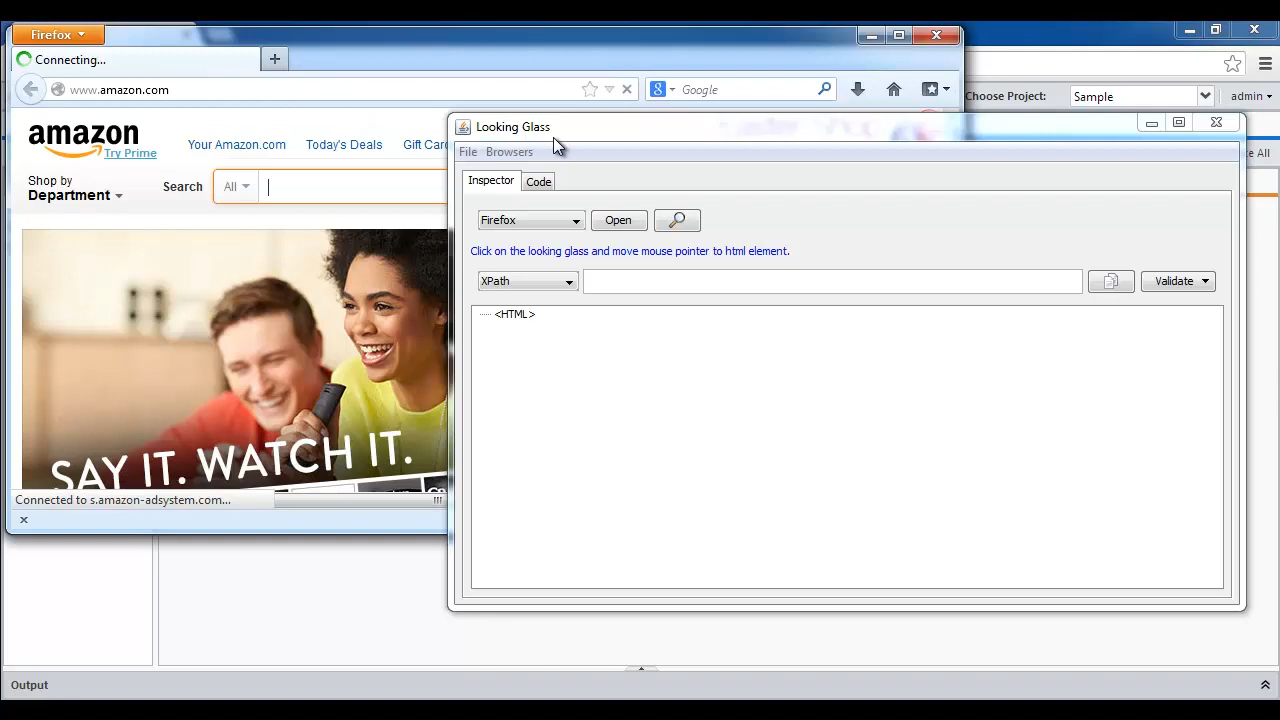 Firefox
Connecting...
www.amazon.com
Google
Choose Project:
Sample
admin
amazon
Try Prime
Your Amazon.com
Today's Deals
Gift Car
Shop by
Department
Search
All
SAY IT. WATCH IT.
Connected to s.amazon-adsystem.com...
Looking Glass
File
Browsers
Inspector
Code
Firefox
Open
Click on the looking glass and move mouse pointer to html element.
XPath
Validate
<HTML>
e All
Output